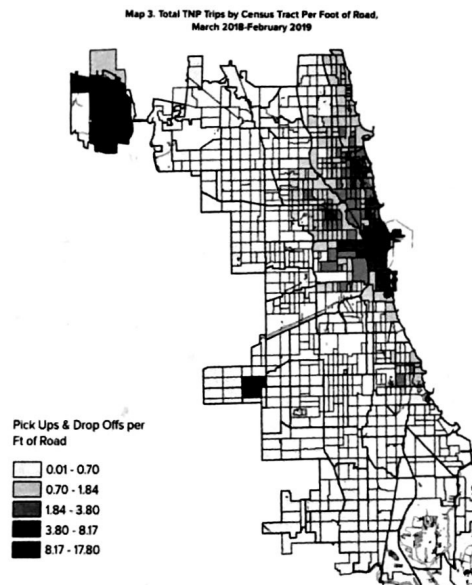 Map 3. Total TNP Trips by Census Tract Per Foot of Road,
March 2018-February 2019
Pick Ups & Drop Offs per
Ft of Road
0.01 - 0.70
0.70 - 1.84
1.84 - 3.80
3.80 - 8.17
8.17 - 17.80